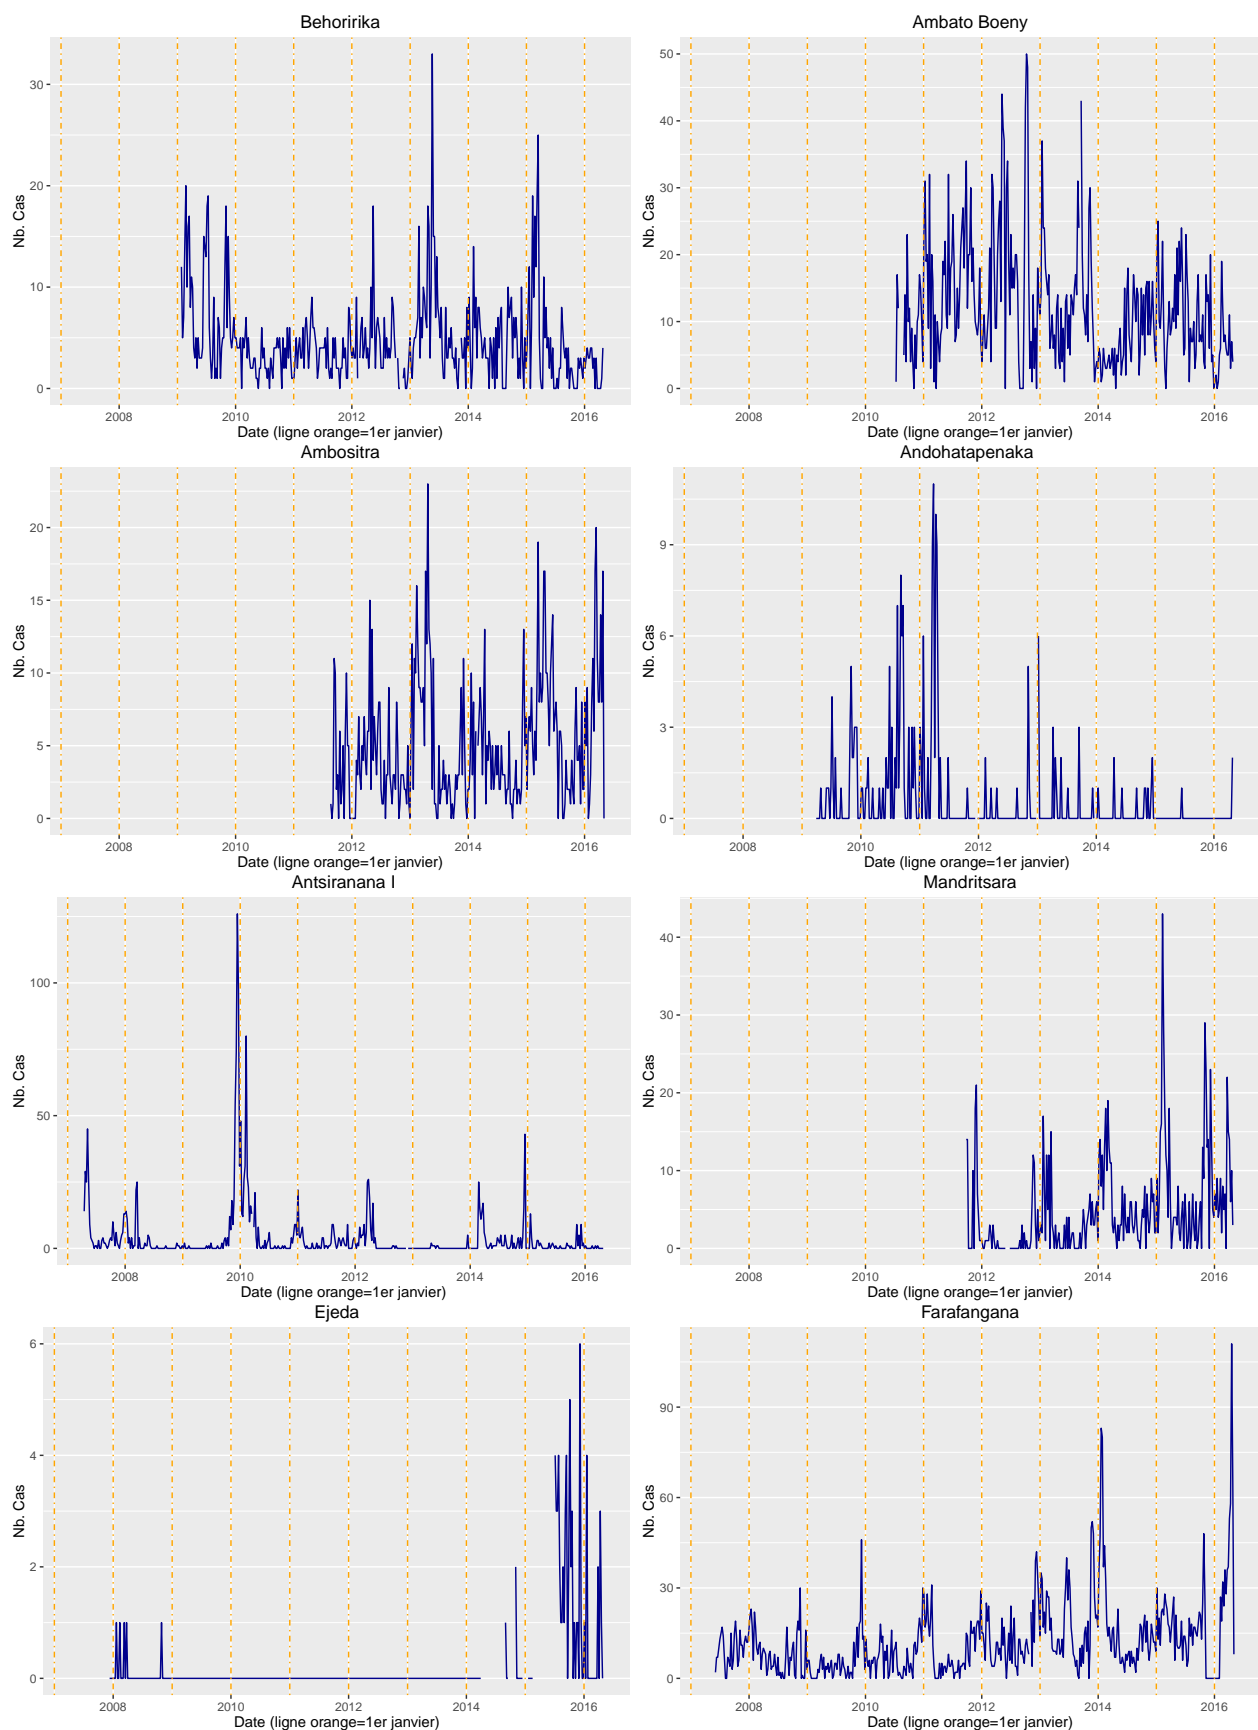 Behoririka
Nb. Cas
30
20
10
0
2008 2010 2012 2014 2016
Date (ligne orange=1er janvier)
Ambato Boeny
Nb. Cas
50
40
30
20
10
0
2008 2010 2012 2014 2016
Date (ligne orange=1er janvier)
Ambositra
Nb. Cas
20
15
10
5
0
2008 2010 2012 2014 2016
Date (ligne orange=1er janvier)
Andohatapenaka
Nb. Cas
9
6
3
0
2008 2010 2012 2014 2016
Date (ligne orange=1er janvier)
Antsiranana I
Nb. Cas
100
50
0
2008 2010 2012 2014 2016
Date (ligne orange=1er janvier)
Mandritsara
Nb. Cas
40
30
20
10
0
2008 2010 2012 2014 2016
Date (ligne orange=1er janvier)
Ejeda
Nb. Cas
6
4
2
0
2008 2010 2012 2014 2016
Date (ligne orange=1er janvier)
Farafangana
Nb. Cas
90
60
30
0
2008 2010 2012 2014 2016
Date (ligne orange=1er janvier)